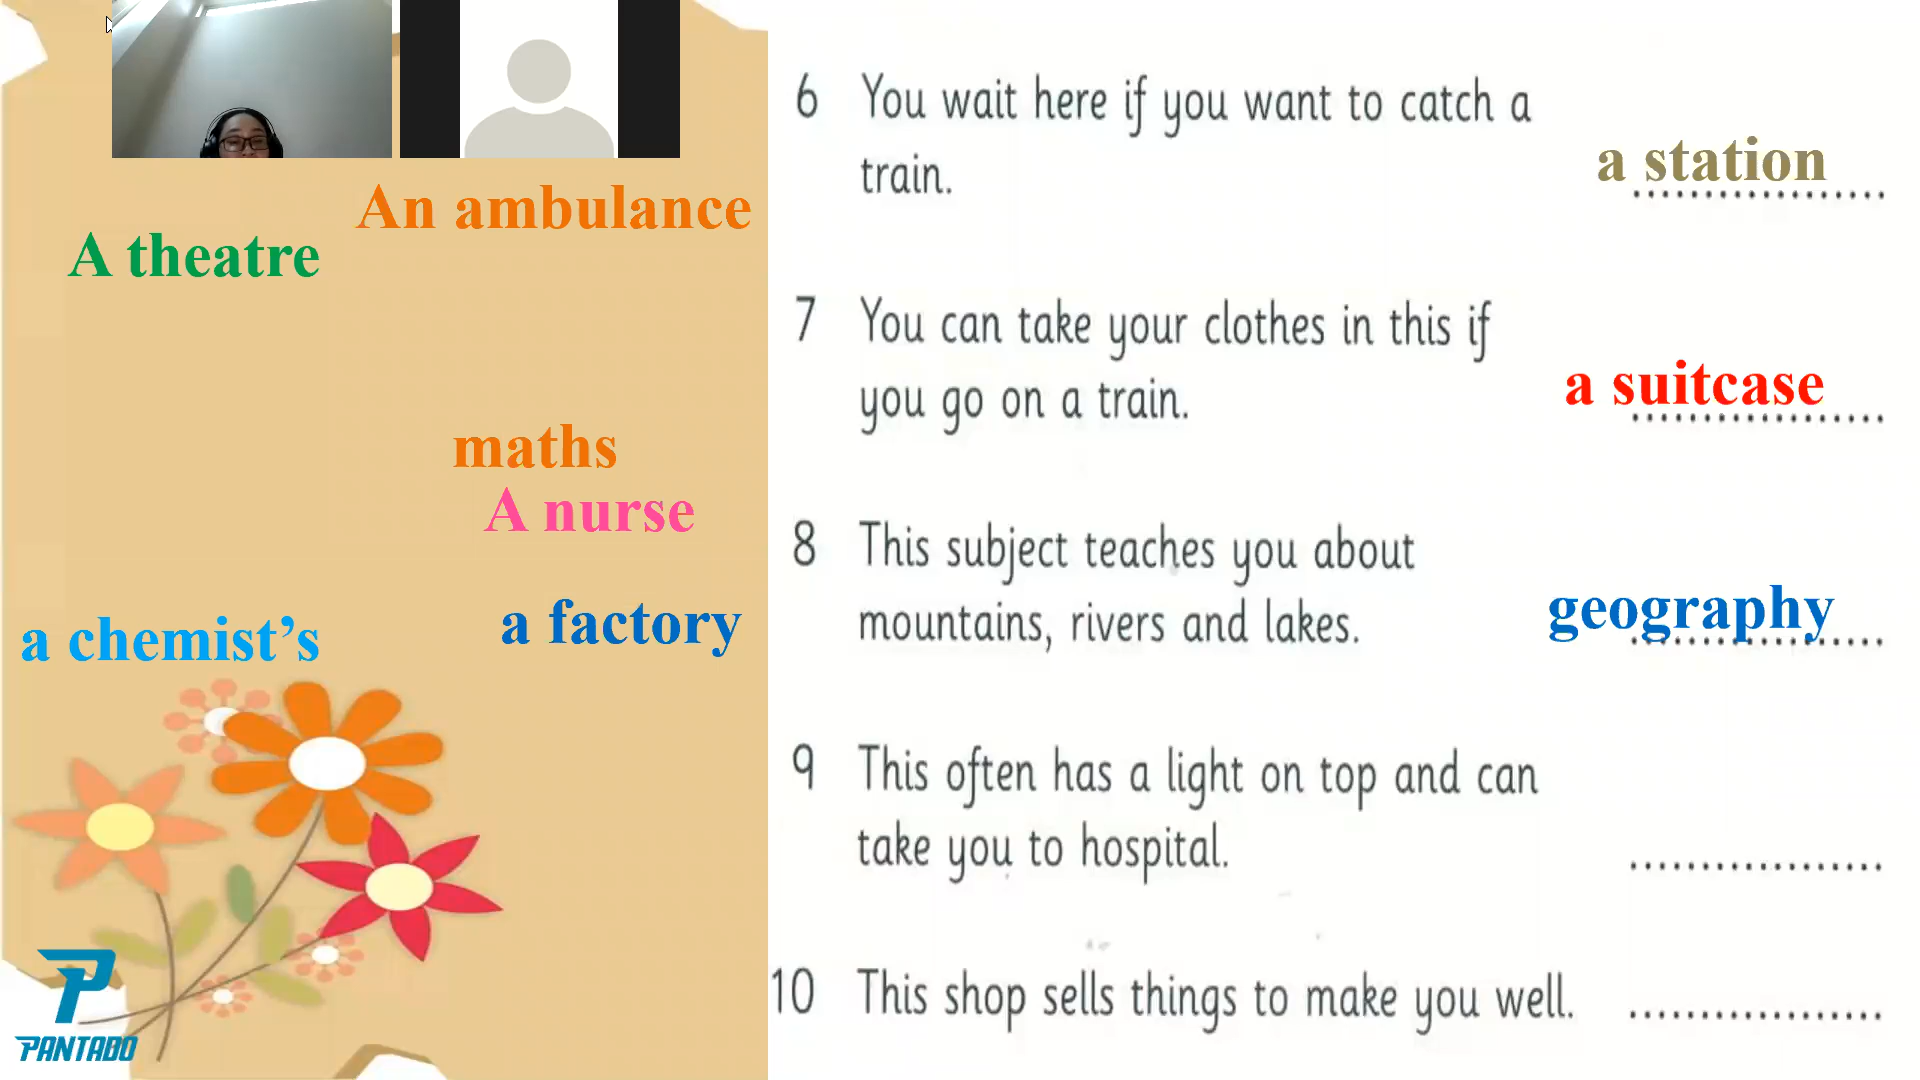 An ambulance
A theatre
maths
A nurse
a factory
a chemist’s
PANTADO
6 You wait here if you want to catch a
train.
a station
7 You can take your clothes in this if
you go on a train.
a suitcase
8 This subject teaches you about
mountains, rivers and lakes.
geography
9 This often has a light on top and can
take you to hospital.
10 This shop sells things to make you well.